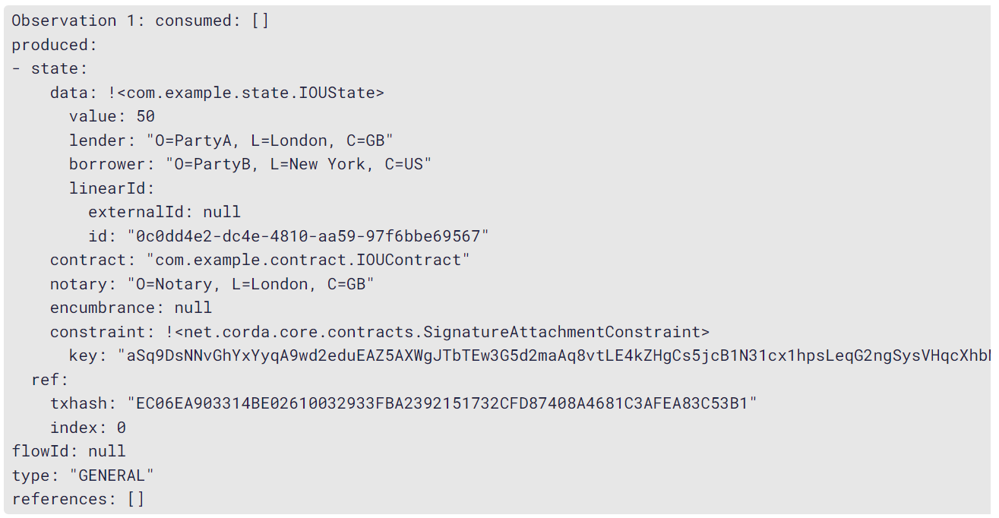 Observation 1: consumed: []
produced:
- state:
    data: !<com.example.state.IOUState>
      value: 50
      lender: "O=PartyA, L=London, C=GB"
      borrower: "O=PartyB, L=New York, C=US"
      linearId:
        externalId: null
        id: "0c0dd4e2-dc4e-4810-aa59-97f6bbe69567"
    contract: "com.example.contract.IOUContract"
    notary: "O=Notary, L=London, C=GB"
    encumbrance: null
    constraint: !<net.corda.core.contracts.SignatureAttachmentConstraint>
      key: "aSq9DsNNvGhYxYyqA9wd2eduEAZ5AXWgJTbTEw3G5d2maAq8vtLE4kZHgCs5jcB1N31cx1hpsLeqG2ngSysVHqcXhb
  ref:
    txhash: "EC06EA903314BE02610032933FBA2392151732CFD87408A4681C3AFEA83C53B1"
    index: 0
flowId: null
type: "GENERAL"
references: []